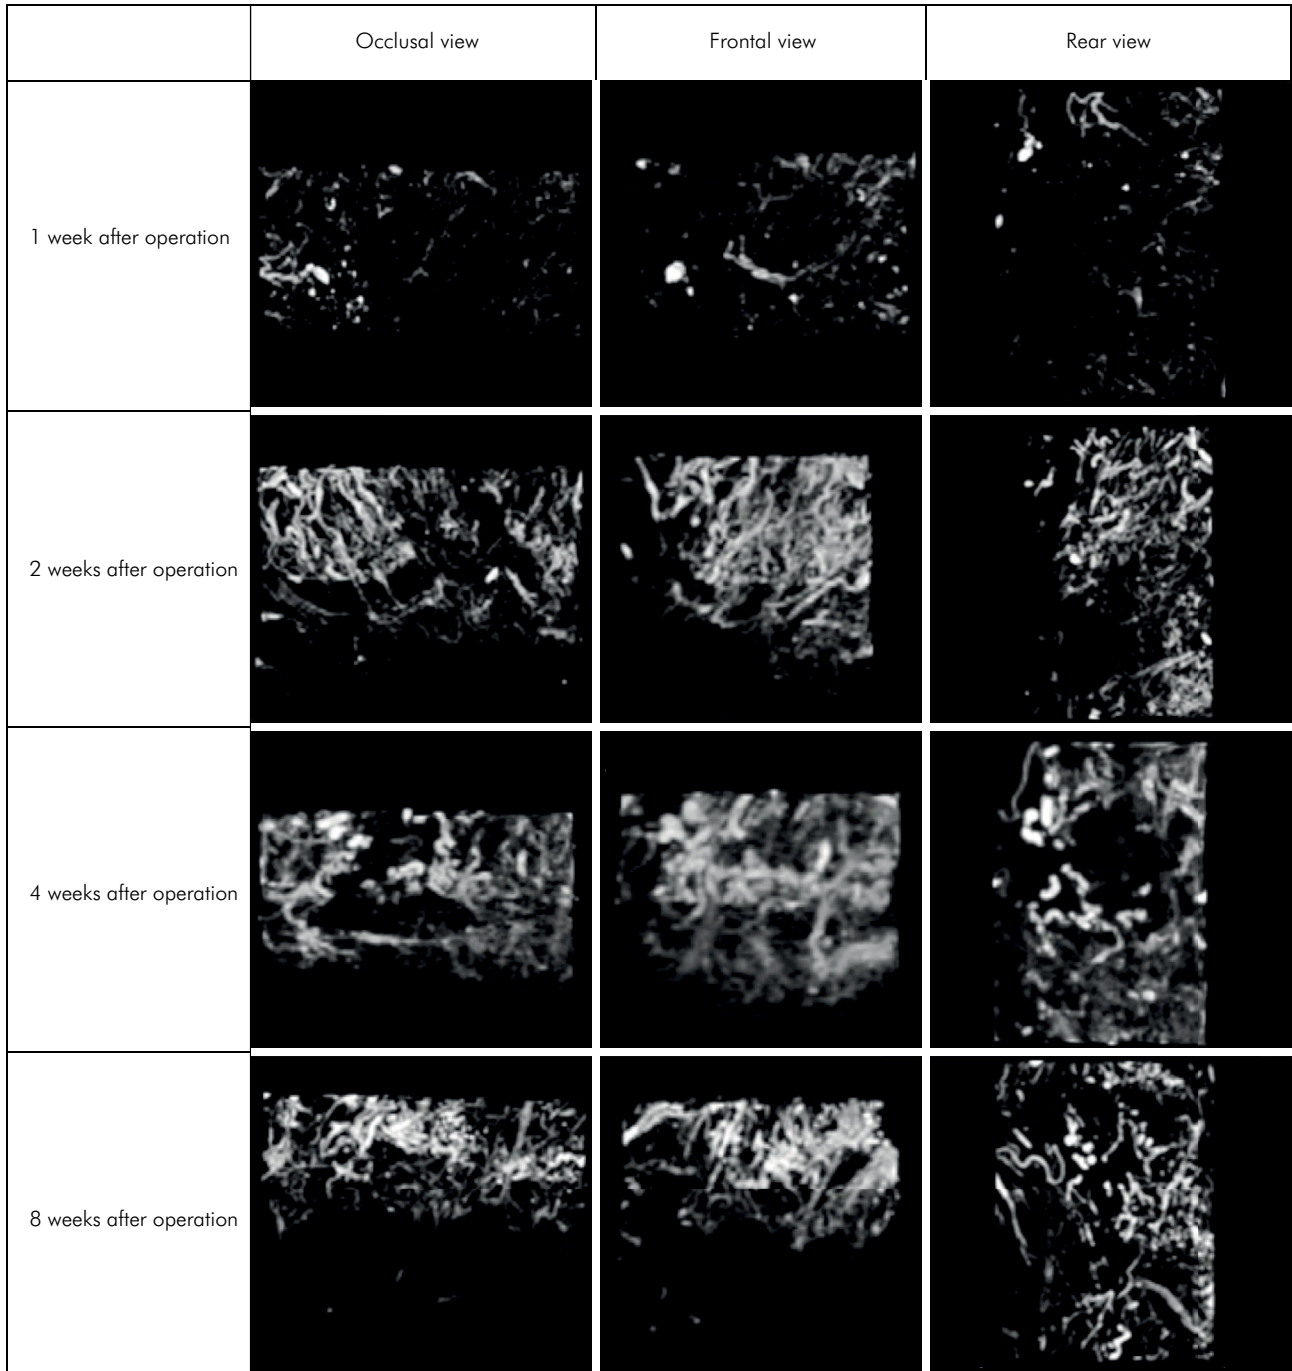 Occlusal view
Frontal view
Rear view
1 week after operation
2 weeks after operation
4 weeks after operation
8 weeks after operation